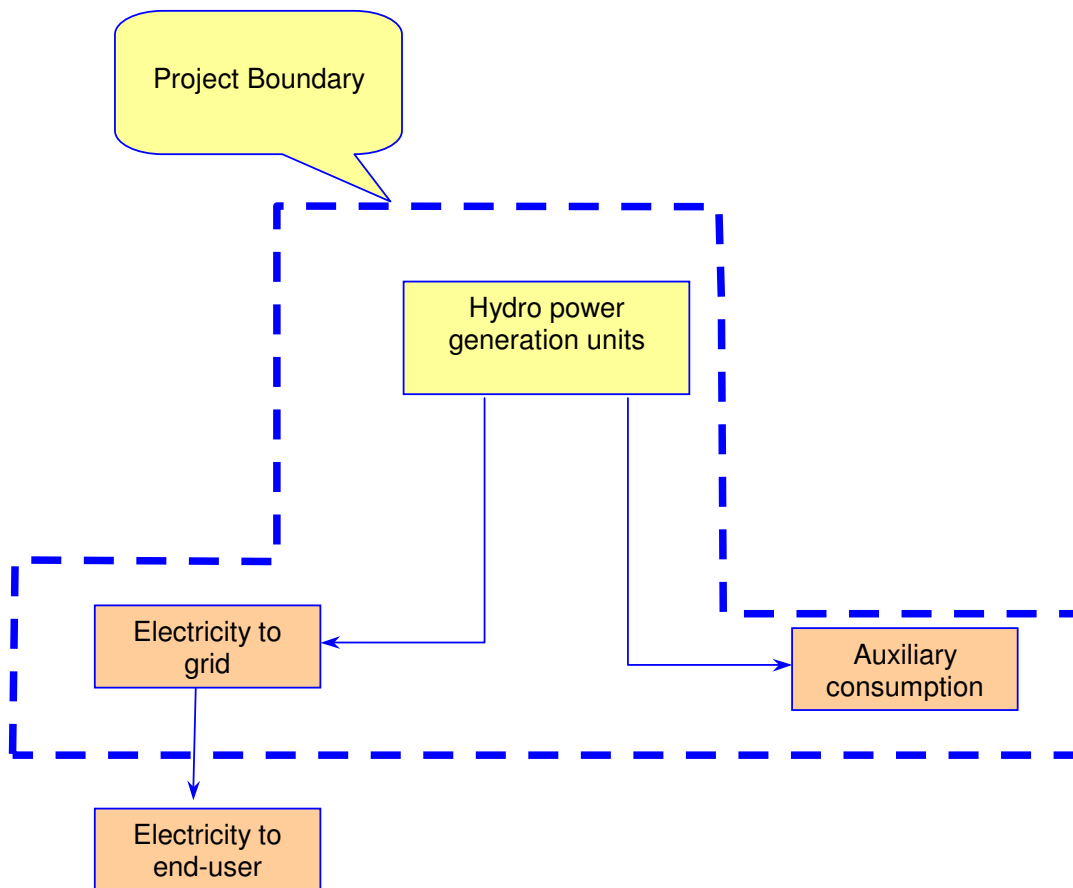 Project Boundary
Hydro power
generation units
Electricity to
grid
Auxiliary
consumption
Electricity to
end-user